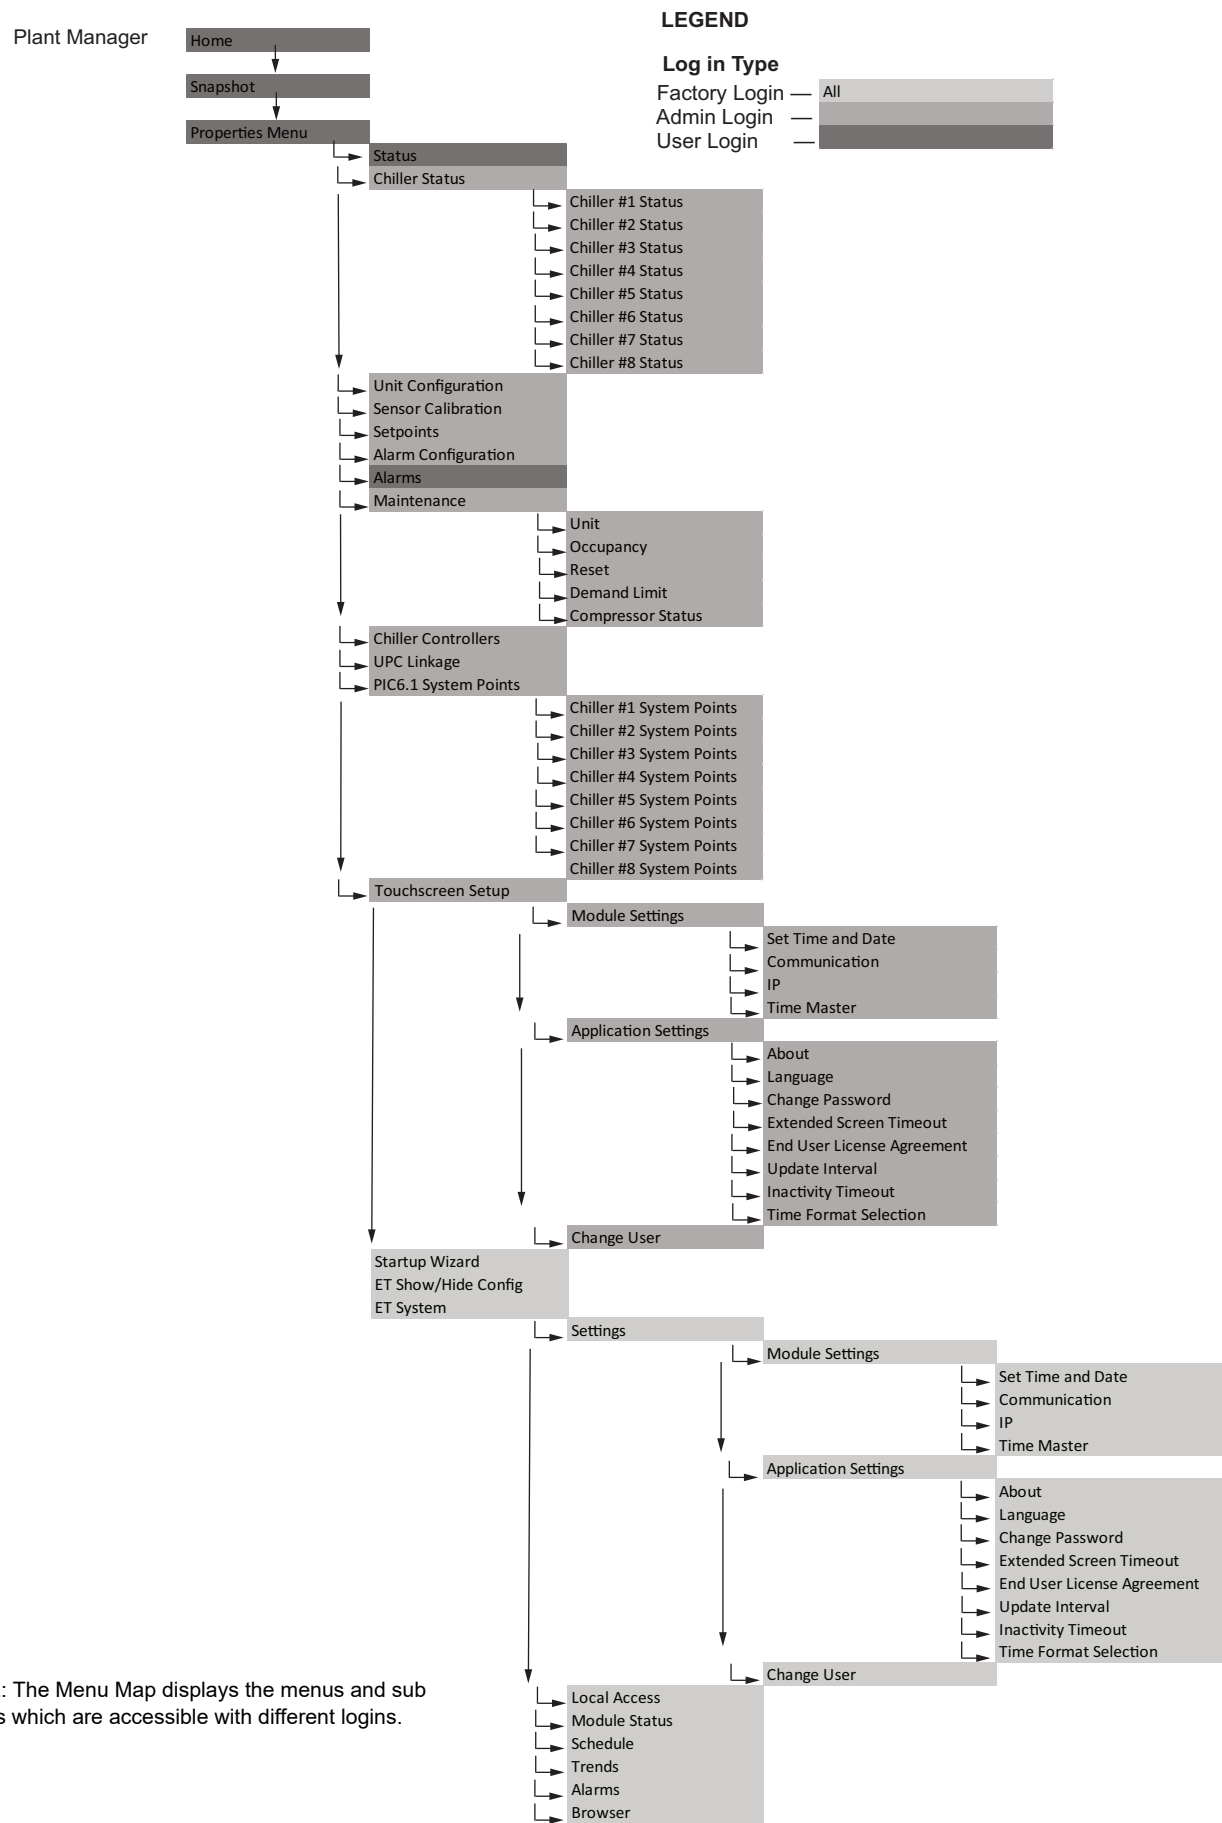 LEGEND
Plant Manager
Home
Log in Type
Snapshot
Factory Login — All
Admin Login —
User Login —
Properties Menu
Status
Chiller Status
Chiller #1 Status
Chiller #2 Status
Chiller #3 Status
Chiller #4 Status
Chiller #5 Status
Chiller #6 Status
Chiller #7 Status
Chiller #8 Status
Unit Configuration
Sensor Calibration
Setpoints
Alarm Configuration
Alarms
Maintenance
Unit
Occupancy
Reset
Demand Limit
Compressor Status
Chiller Controllers
UPC Linkage
PIC6.1 System Points
Chiller #1 System Points
Chiller #2 System Points
Chiller #3 System Points
Chiller #4 System Points
Chiller #5 System Points
Chiller #6 System Points
Chiller #7 System Points
Chiller #8 System Points
Touchscreen Setup
Module Settings
Set Time and Date
Communication
IP
Time Master
Application Settings
About
Language
Change Password
Extended Screen Timeout
End User License Agreement
Update Interval
Inactivity Timeout
Time Format Selection
Change User
Startup Wizard
ET Show/Hide Config
ET System
Settings
Module Settings
Set Time and Date
Communication
IP
Time Master
Application Settings
About
Language
Change Password
Extended Screen Timeout
End User License Agreement
Update Interval
Inactivity Timeout
Time Format Selection
Change User
: The Menu Map displays the menus and sub
s which are accessible with different logins.
Local Access
Module Status
Schedule
Trends
Alarms
Browser